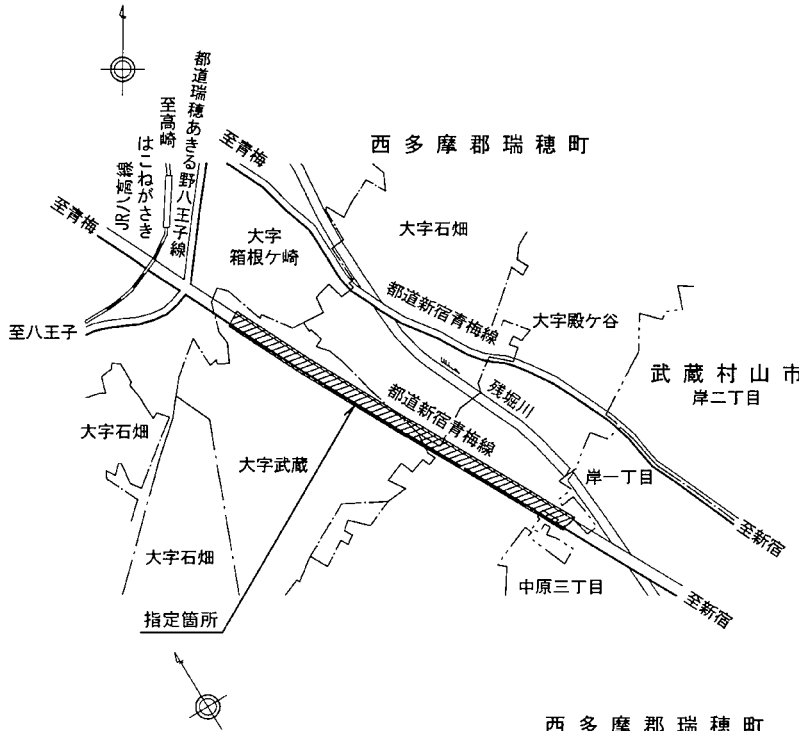 西多摩郡瑞穂町
都道瑞穂あきる野八王子線
至高崎
はこねがさき
JR八高線
至青梅
至青梅
大字石畑
大字
箱根ケ崎
都道新宿青梅線
大字殿ケ谷
至八王子
武蔵村山市
岸二丁目
残堀川
都道新宿青梅線
大字石畑
大字武蔵
岸一丁目
至新宿
大字石畑
中原三丁目
至新宿
指定箇所
西多摩郡瑞穂町